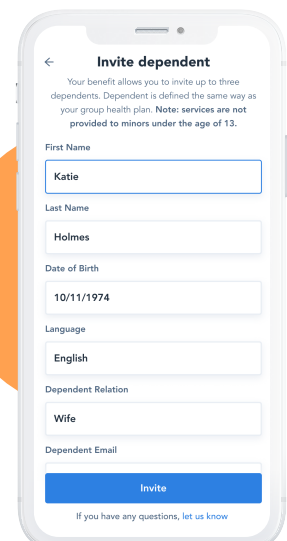 Invite dependent
Your benefit allows you to invite up to three
dependents. Dependent is defined the same way as
your group health plan. Note: services are not
provided to minors under the age of 13.
First Name
Katie
Last Name
Holmes
Date of Birth
10/11/1974
Language
English
Dependent Relation
Wife
Dependent Email
Invite
If you have any questions, let us know